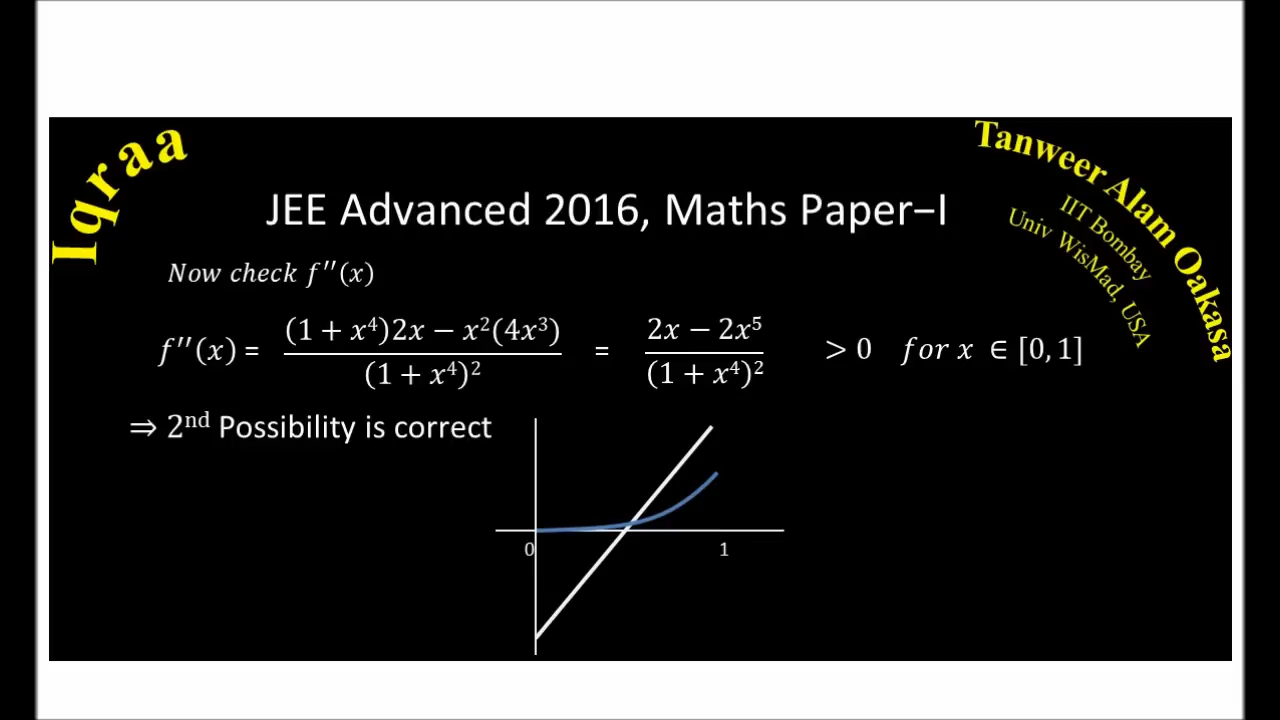 Iqraa
Tanweer Alam Oakasa
IIT Bombay
Univ WisMad, USA
JEE Advanced 2016, Maths Paper−I
Now check f′′(x)
f′′(x) = (1 + x⁴)2x − x²(4x³) / (1 + x⁴)² = 2x − 2x⁵ / (1 + x⁴)² > 0 for x ∈ [0, 1]
⇒ 2nd Possibility is correct
0 1